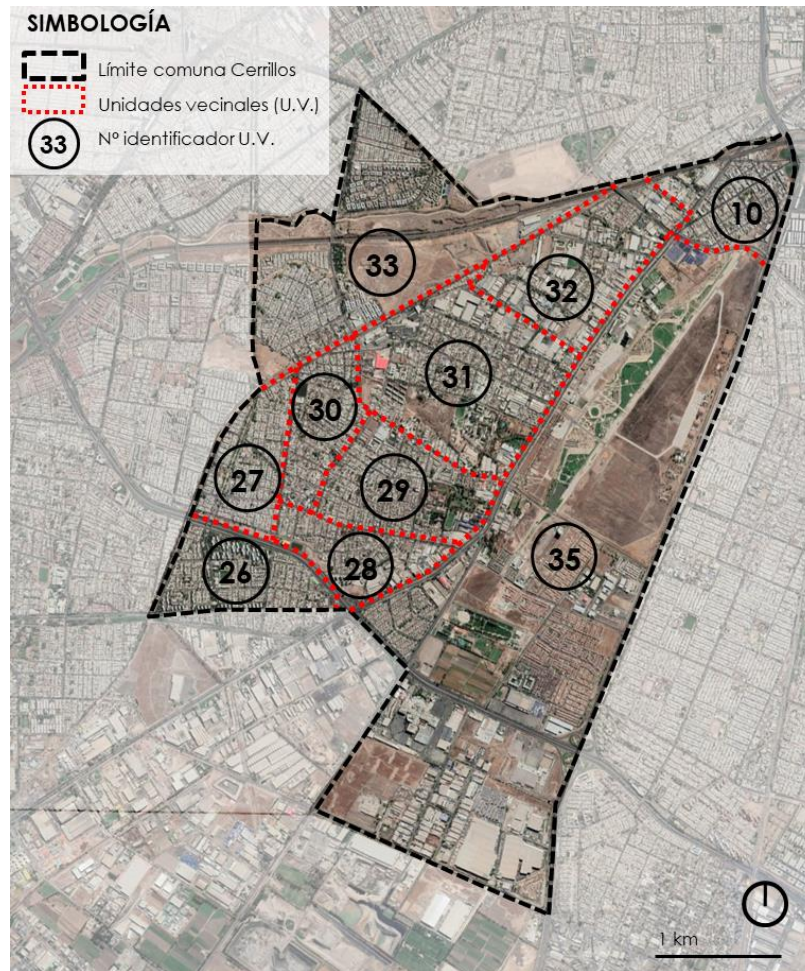 SIMBOLOGÍA
Límite comuna Cerrillos
Unidades vecinales (U.V.)
33
Nº identificador U.V.
10
33
32
31
30
27
29
26
28
35
1 km